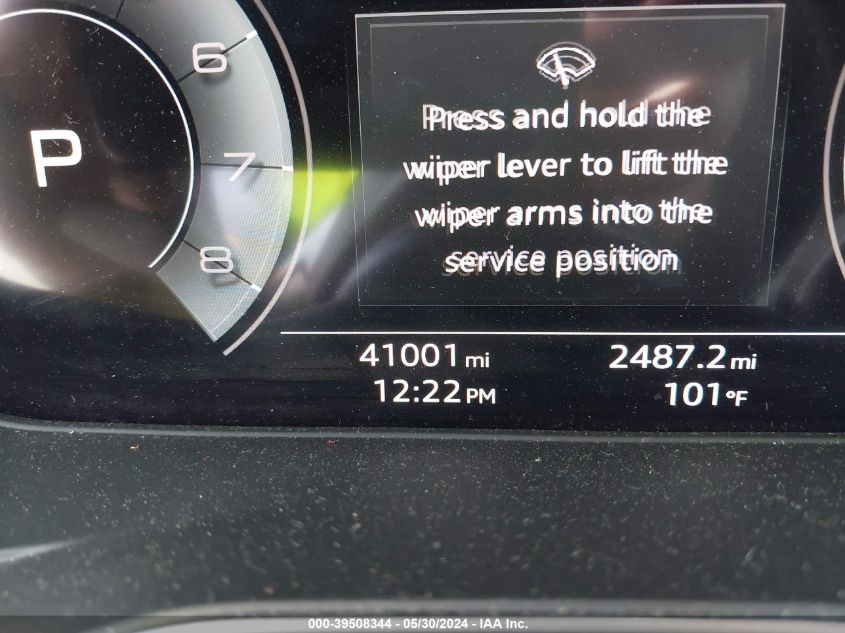 6
P
7
8
Press and hold the
wiper lever to lift the
wiper arms into the
service position
41001 mi 2487.2 mi
12:22 PM 101 °F
000-39508344 - 05/30/2024 - IAA Inc.